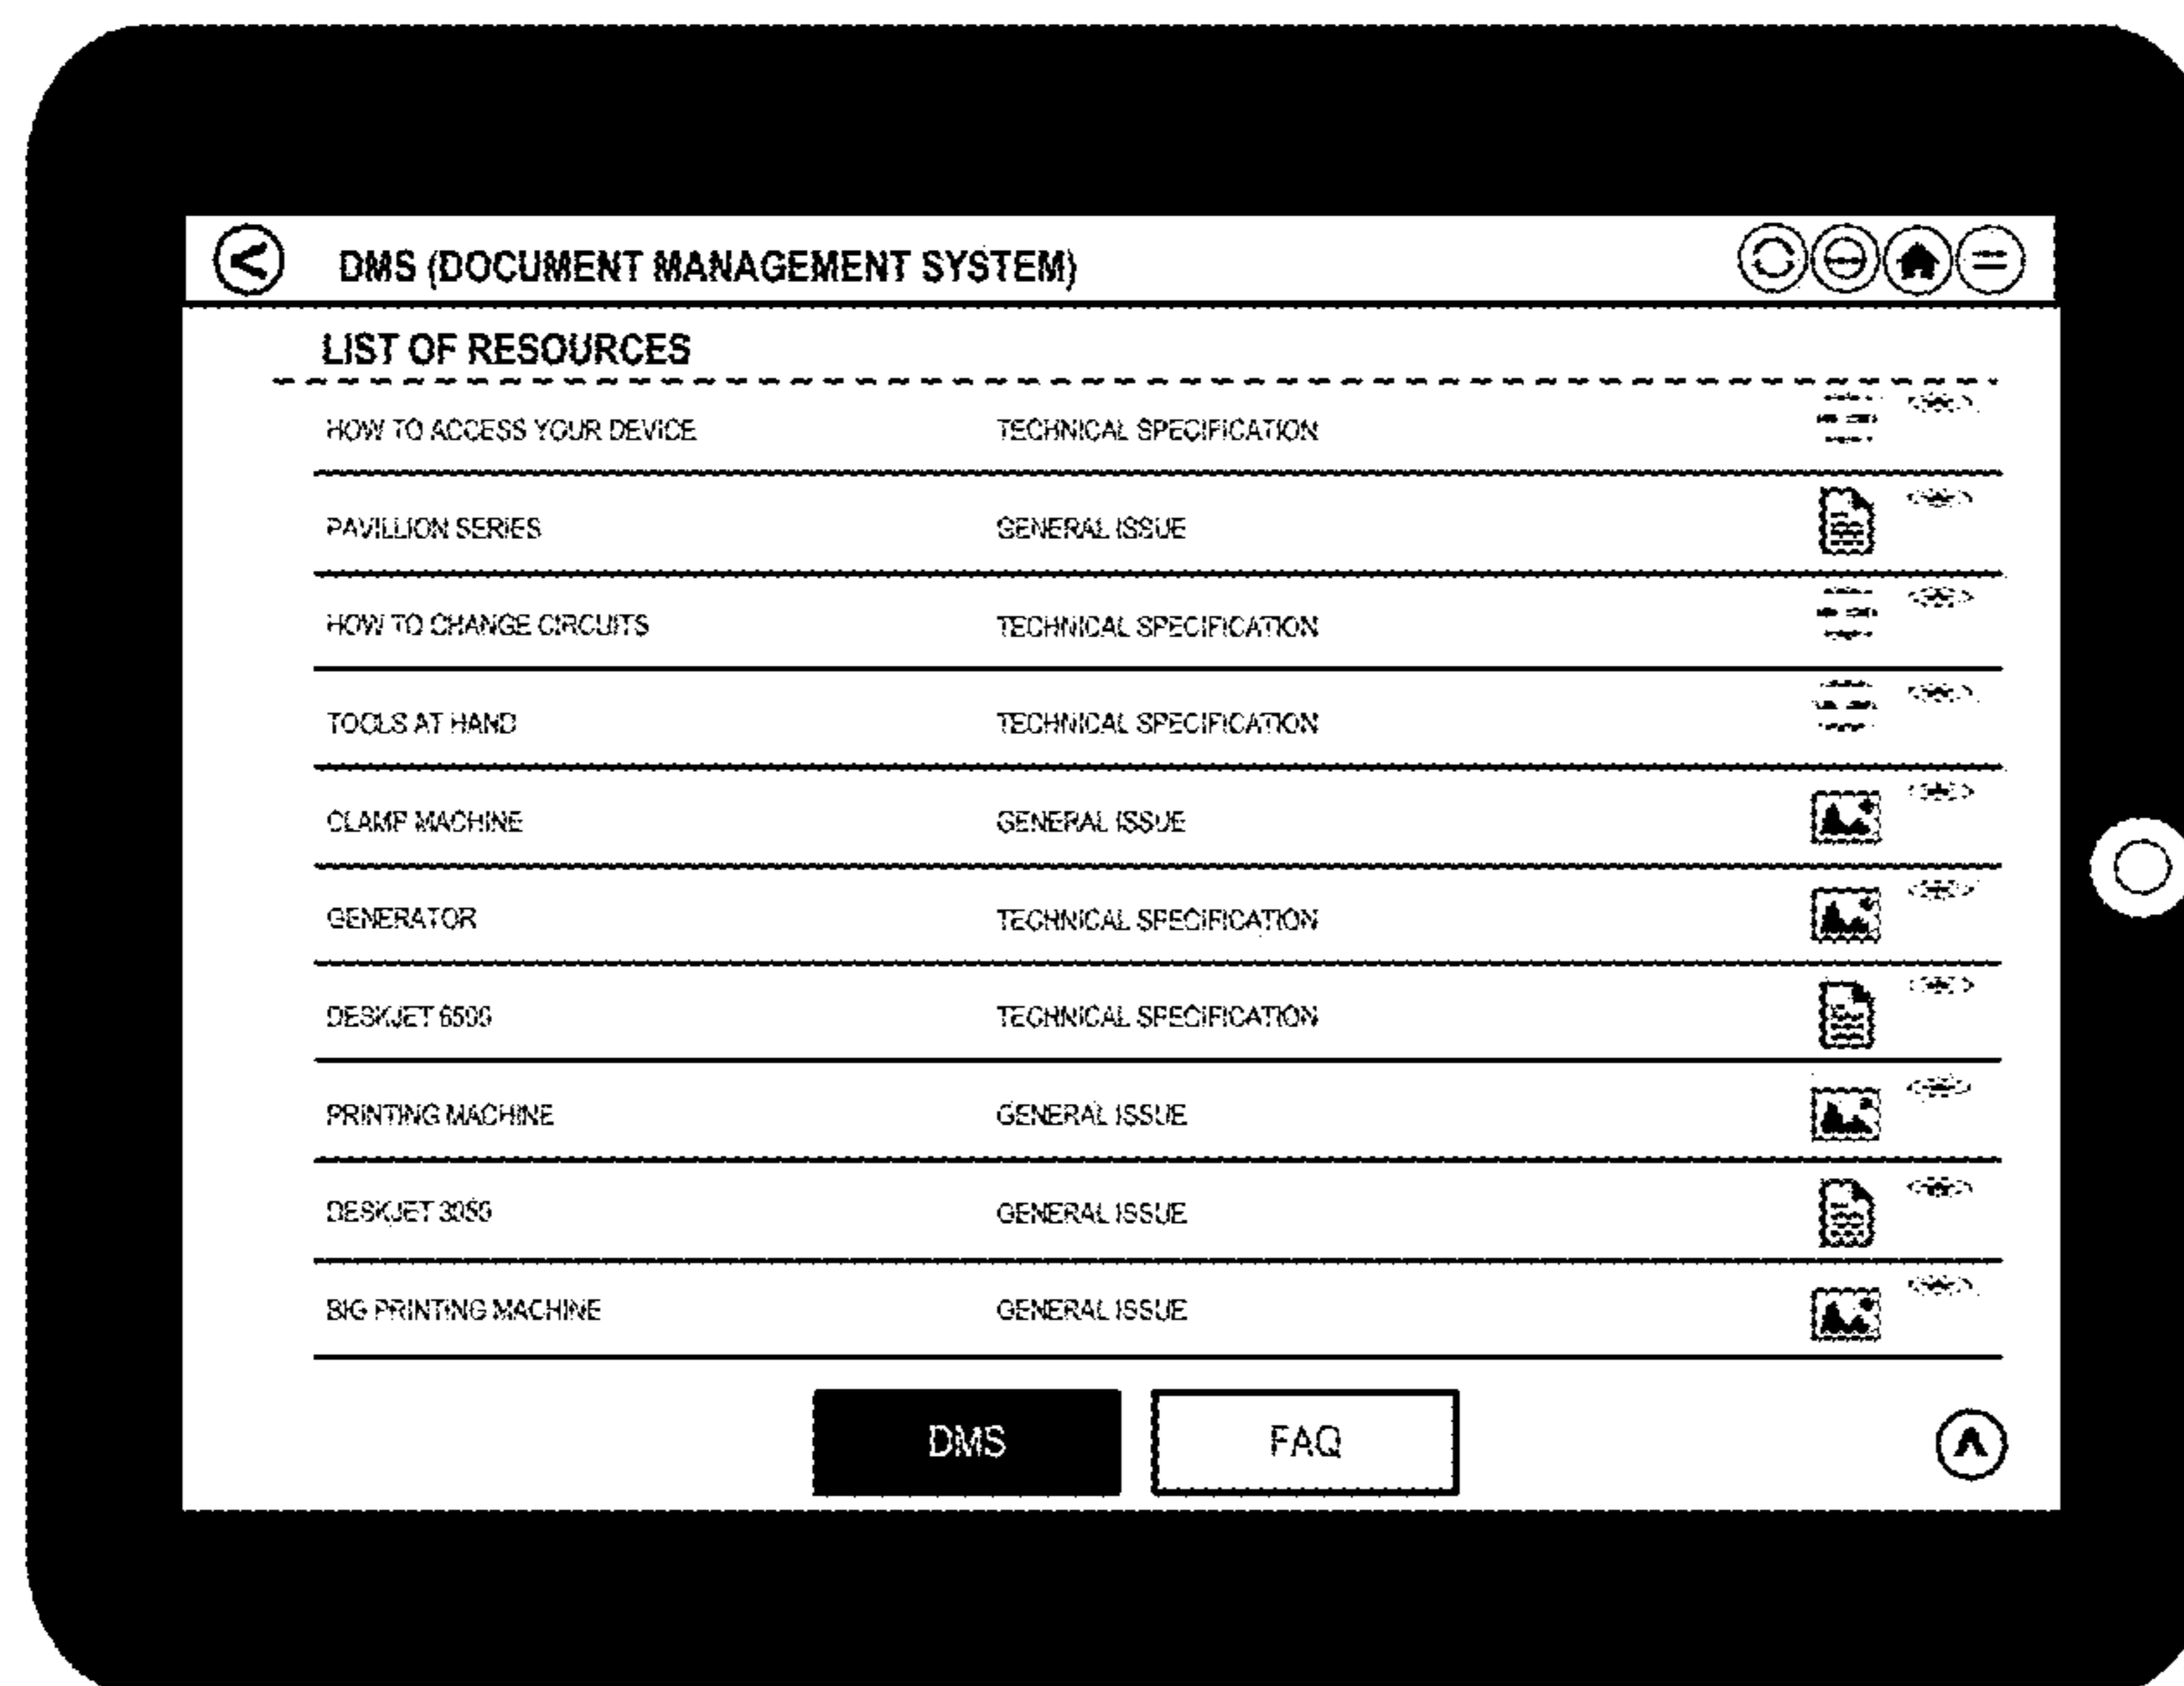 DMS (DOCUMENT MANAGEMENT SYSTEM)
LIST OF RESOURCES
HOW TO ACCESS YOUR DEVICE TECHNICAL SPECIFICATION
PAVILLION SERIES GENERAL ISSUE
HOW TO CHANGE CIRCUITS TECHNICAL SPECIFICATION
TOOLS AT HAND TECHNICAL SPECIFICATION
CLAMP MACHINE GENERAL ISSUE
GENERATOR TECHNICAL SPECIFICATION
DESKJET 6500 TECHNICAL SPECIFICATION
PRINTING MACHINE GENERAL ISSUE
DESKJET 3050 GENERAL ISSUE
BIG PRINTING MACHINE GENERAL ISSUE
DMS FAQ